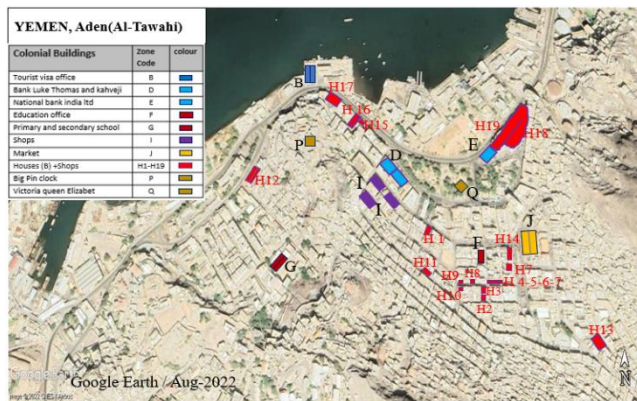 YEMEN, Aden(Al-Tawahi)
Colonial Buildings Zone Code colour
Tourist visa office B
Bank Luke Thomas and kahveji D
National bank india ltd E
Education office F
Primary and secondary school G
Shops I
Market J
Houses (B) +Shops H1-H19
Big Pin clock P
Victoria queen Elizabet Q
B
H17
H 16
H15
P
H19
H18
E
D
I
I
Q
H12
H 1
J
F
H14
H7
G
H11
H9
H8
H 4-5-6-7
H10
H3
H2
H13
N
Google Earth
Google Earth / Aug-2022